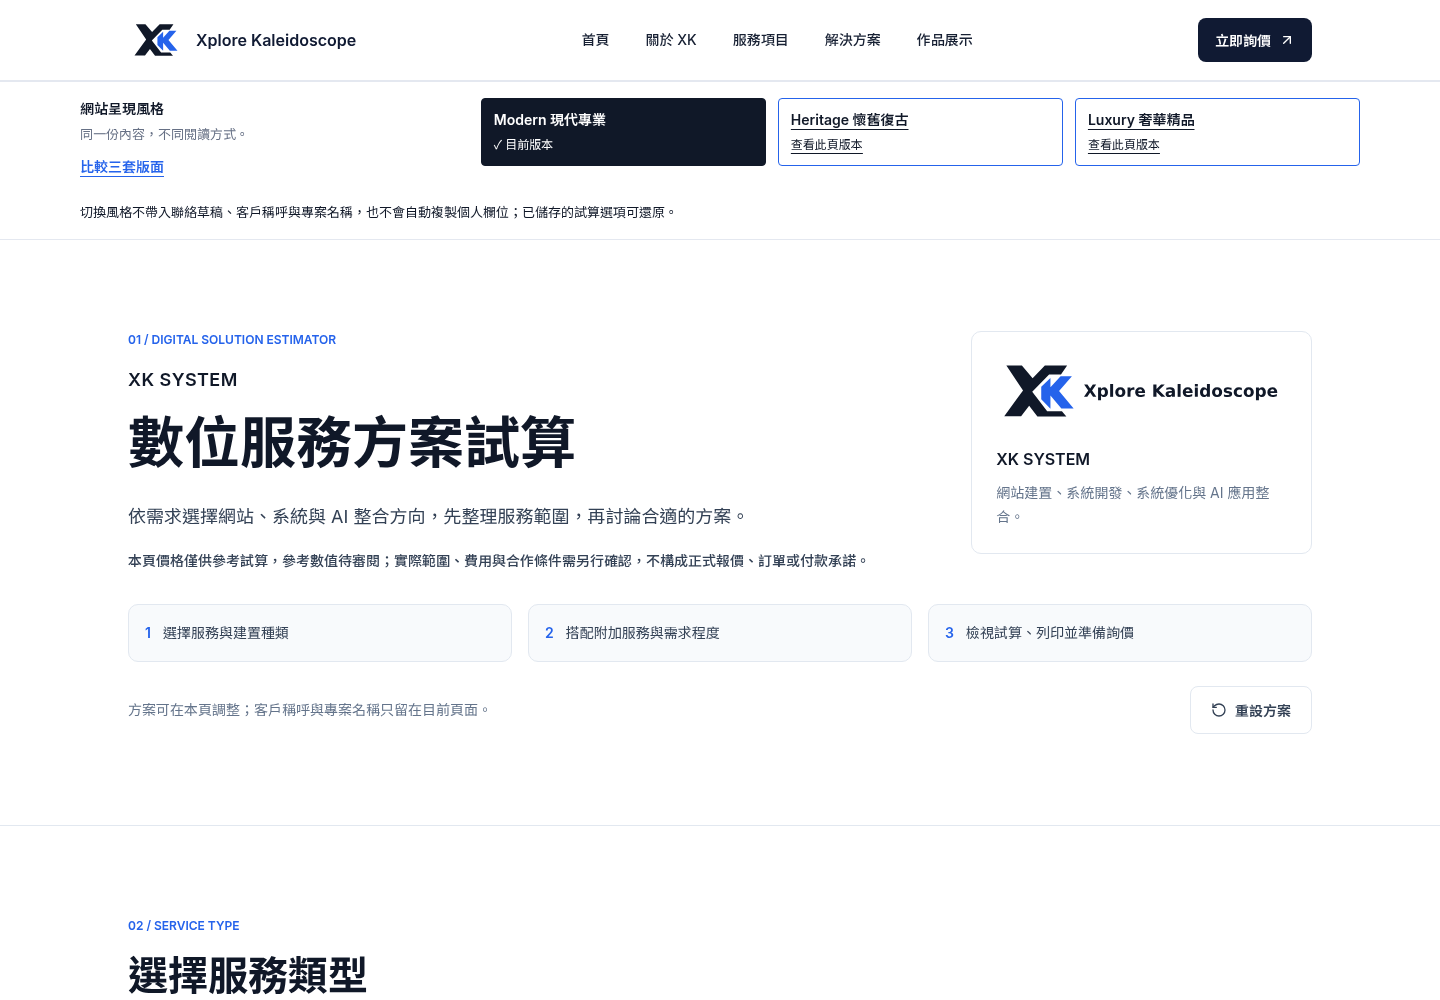 Xplore Kaleidoscope
首頁
關於 XK
服務項目
解決方案
作品展示
立即詢價
網站呈現風格
同一份內容，不同閱讀方式。
比較三套版面
Modern 現代專業
✓ 目前版本
Heritage 懷舊復古
查看此頁版本
Luxury 奢華精品
查看此頁版本
切換風格不帶入聯絡草稿、客戶稱呼與專案名稱，也不會自動複製個人欄位；已儲存的試算選項可還原。
01 / DIGITAL SOLUTION ESTIMATOR
XK SYSTEM
數位服務方案試算
依需求選擇網站、系統與 AI 整合方向，先整理服務範圍，再討論合適的方案。
本頁價格僅供參考試算，參考數值待審閱；實際範圍、費用與合作條件需另行確認，不構成正式報價、訂單或付款承諾。
Xplore Kaleidoscope
XK SYSTEM
網站建置、系統開發、系統優化與 AI 應用整
合。
1 選擇服務與建置種類
2 搭配附加服務與需求程度
3 檢視試算、列印並準備詢價
方案可在本頁調整；客戶稱呼與專案名稱只留在目前頁面。
重設方案
02 / SERVICE TYPE
選擇服務類型